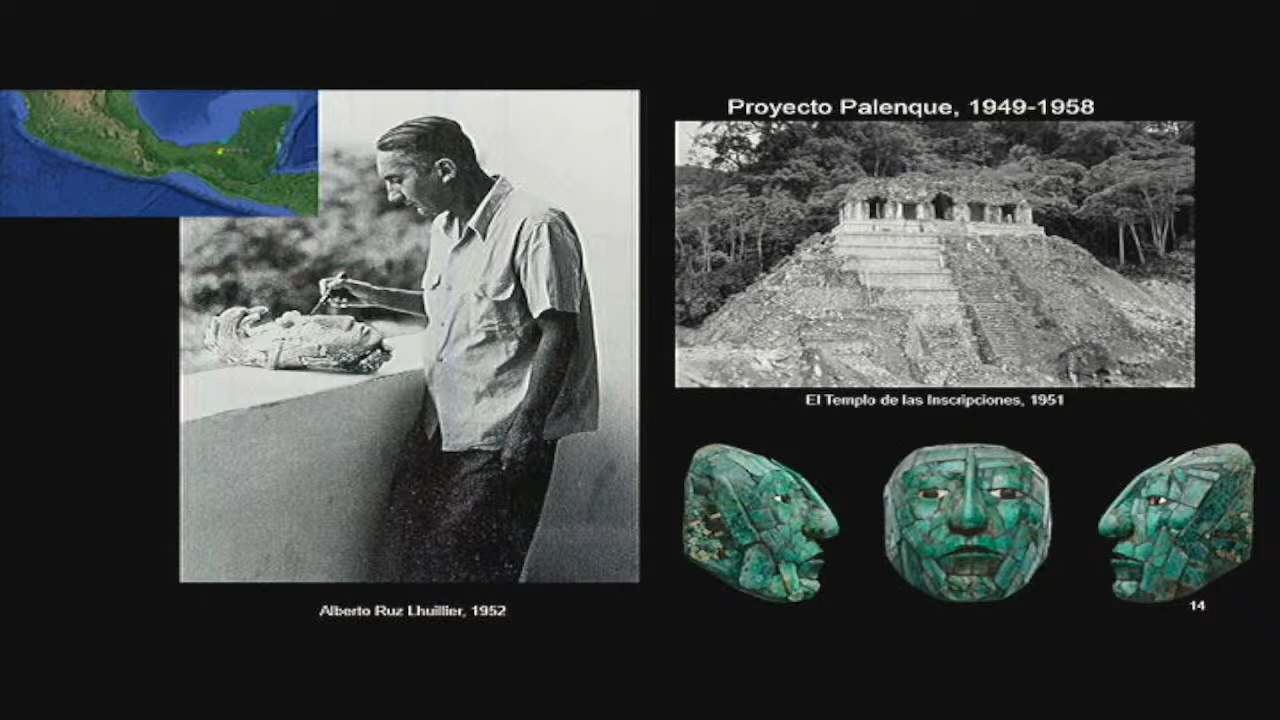 Proyecto Palenque, 1949-1958
El Templo de las Inscripciones, 1951
Alberto Ruz Lhuillier, 1952
14